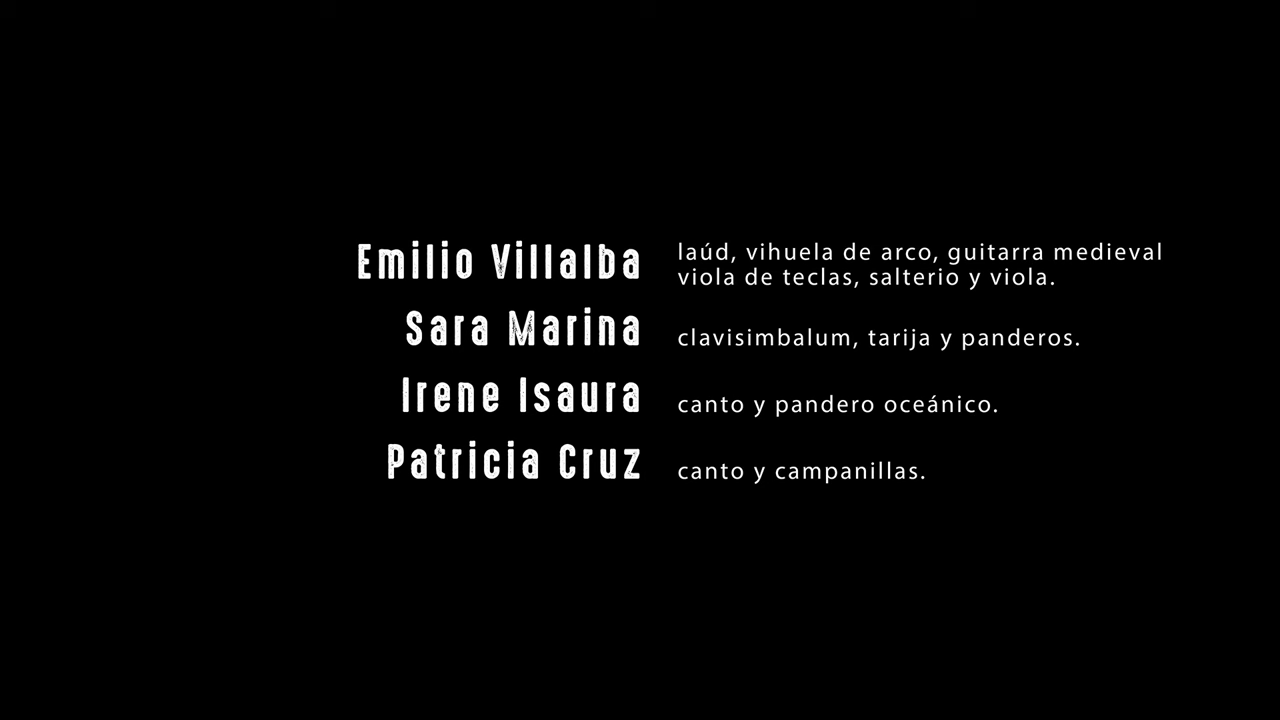 Emilio Villalba laúd, vihuela de arco, guitarra medieval
viola de teclas, salterio y viola.
Sara Marina clavisimbalum, tarija y panderos.
Irene Isaura canto y pandero oceánico.
Patricia Cruz canto y campanillas.